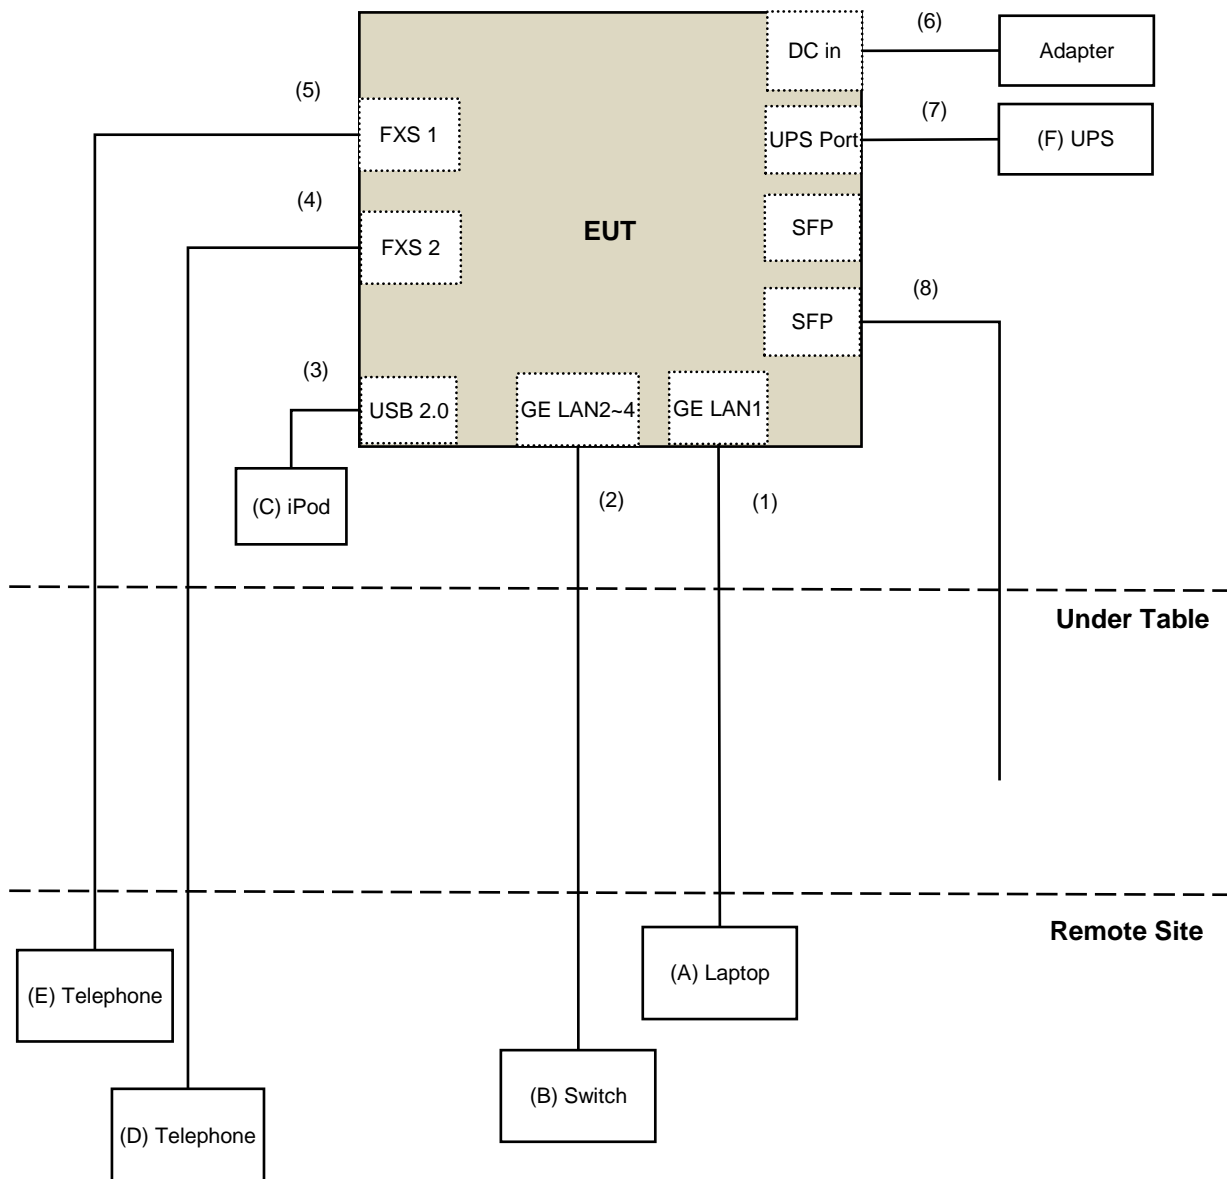 (6)
DC in
Adapter
(5)
(7)
FXS 1
UPS Port
(F) UPS
(4)
EUT
SFP
FXS 2
(8)
SFP
(3)
USB 2.0
GE LAN2~4
GE LAN1
(C) iPod
(2)
(1)
Under Table
Remote Site
(A) Laptop
(E) Telephone
(B) Switch
(D) Telephone